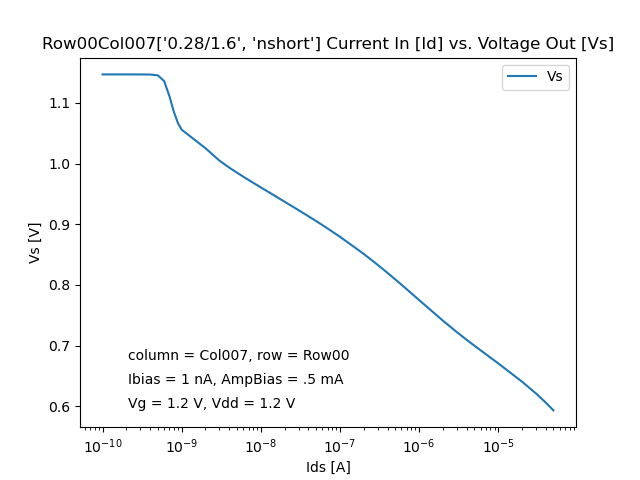 Row00Col007['0.28/1.6', 'nshort'] Current In [Id] vs. Voltage Out [Vs]
Vs
1.1
1.0
0.9
0.8
0.7
0.6
Vs [V]
column = Col007, row = Row00
Ibias = 1 nA, AmpBias = .5 mA
Vg = 1.2 V, Vdd = 1.2 V
10⁻¹⁰ 10⁻⁹ 10⁻⁸ 10⁻⁷ 10⁻⁶ 10⁻⁵
Ids [A]